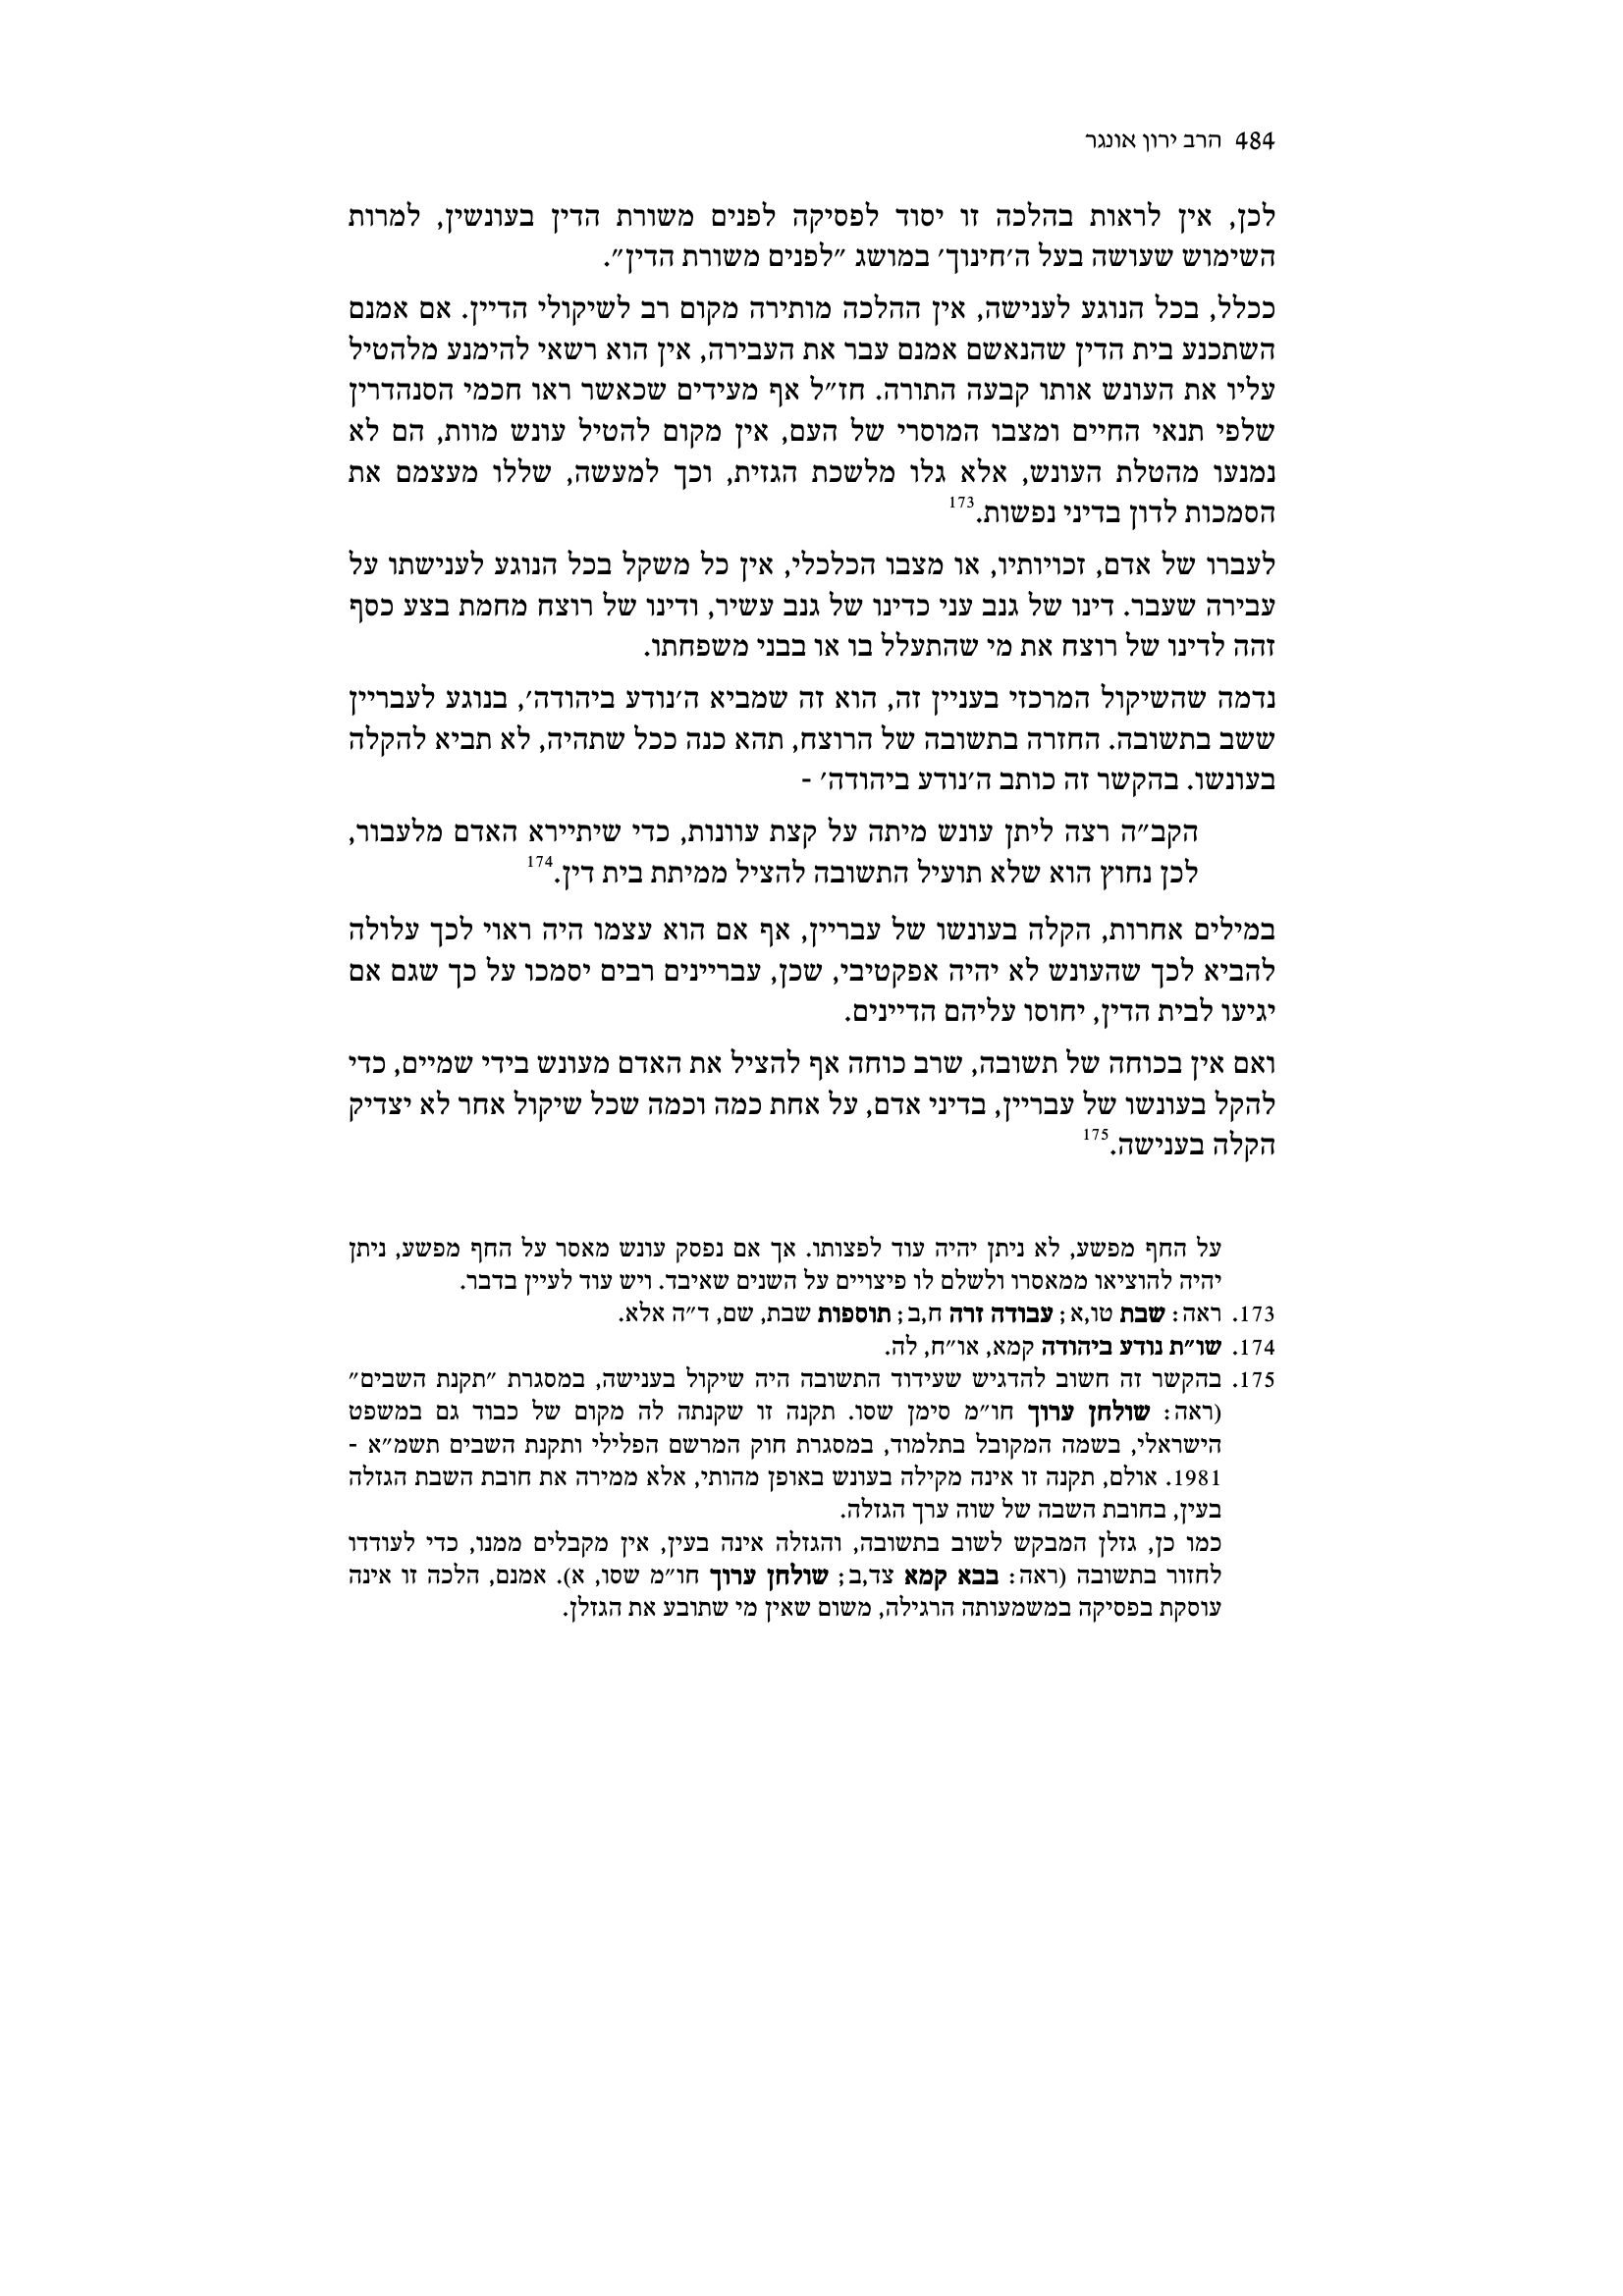 484 הרב ירון אונגר
לכן, אין לראות בהלכה זו יסוד לפסיקה לפנים משורת הדין בעונשין, למרות
השימוש שעושה בעל ה׳חינוך׳ במושג ״לפנים משורת הדין״.
ככלל, בכל הנוגע לענישה, אין ההלכה מותירה מקום רב לשיקולי הדיין. אם אמנם
השתכנע בית הדין שהנאשם אמנם עבר את העבירה, אין הוא רשאי להימנע מלהטיל
עליו את העונש אותו קבעה התורה. חז״ל אף מעידים שכאשר ראו חכמי הסנהדרין
שלפי תנאי החיים ומצבו המוסרי של העם, אין מקום להטיל עונש מוות, הם לא
נמנעו מהטלת העונש, אלא גלו מלשכת הגזית, וכך למעשה, שללו מעצמם את
הסמכות לדון בדיני נפשות.173
לעברו של אדם, זכויותיו, או מצבו הכלכלי, אין כל משקל בכל הנוגע לענישתו על
עבירה שעבר. דינו של גנב עני כדינו של גנב עשיר, ודינו של רוצח מחמת בצע כסף
זהה לדינו של רוצח את מי שהתעלל בו או בבני משפחתו.
נדמה שהשיקול המרכזי בעניין זה, הוא זה שמביא ה׳נודע ביהודה׳, בנוגע לעבריין
ששב בתשובה. החזרה בתשובה של הרוצח, תהא כנה ככל שתהיה, לא תביא להקלה
בעונשו. בהקשר זה כותב ה׳נודע ביהודה׳ -
הקב״ה רצה ליתן עונש מיתה על קצת עוונות, כדי שיתיירא האדם מלעבור,
לכן נחוץ הוא שלא תועיל התשובה להציל ממיתת בית דין.174
במילים אחרות, הקלה בעונשו של עבריין, אף אם הוא עצמו היה ראוי לכך עלולה
להביא לכך שהעונש לא יהיה אפקטיבי, שכן, עבריינים רבים יסמכו על כך שגם אם
יגיעו לבית הדין, יחוסו עליהם הדיינים.
ואם אין בכוחה של תשובה, שרב כוחה אף להציל את האדם מעונש בידי שמיים, כדי
להקל בעונשו של עבריין, בדיני אדם, על אחת כמה וכמה שכל שיקול אחר לא יצדיק
הקלה בענישה.175
על החף מפשע, לא ניתן יהיה עוד לפצותו. אך אם נפסק עונש מאסר על החף מפשע, ניתן
יהיה להוציאו ממאסרו ולשלם לו פיצויים על השנים שאיבד. ויש עוד לעיין בדבר.
173. ראה: שבת טו,א; עבודה זרה ח,ב; תוספות שבת, שם, ד״ה אלא.
174. שו״ת נודע ביהודה קמא, או״ח, לה.
175. בהקשר זה חשוב להדגיש שעידוד התשובה היה שיקול בענישה, במסגרת ״תקנת השבים״
(ראה: שולחן ערוך חו״מ סימן שסו. תקנה זו שקנתה לה מקום של כבוד גם במשפט
הישראלי, בשמה המקובל בתלמוד, במסגרת חוק המרשם הפלילי ותקנת השבים תשמ״א -
1981. אולם, תקנה זו אינה מקילה בעונש באופן מהותי, אלא ממירה את חובת השבת הגזלה
בעין, בחובת השבה של שוה ערך הגזלה.
כמו כן, גזלן המבקש לשוב בתשובה, והגזלה אינה בעין, אין מקבלים ממנו, כדי לעודדו
לחזור בתשובה (ראה: בבא קמא צד,ב; שולחן ערוך חו״מ שסו, א). אמנם, הלכה זו אינה
עוסקת בפסיקה במשמעותה הרגילה, משום שאין מי שתובע את הגזלן.